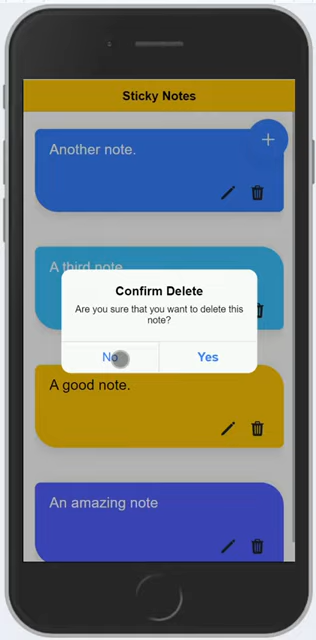 Sticky Notes
Another note.
A third note
Confirm Delete
Are you sure that you want to delete this
note?
No
Yes
A good note.
An amazing note